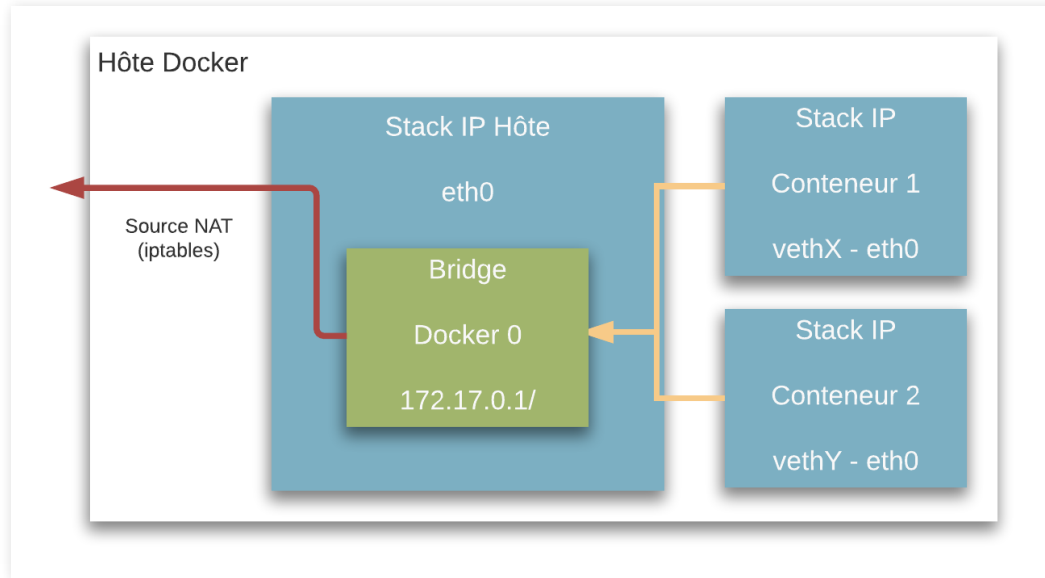 Hôte Docker
Stack IP Hôte
eth0
Source NAT
(iptables)
Bridge
Docker 0
172.17.0.1/
Stack IP
Conteneur 1
vethX - eth0
Stack IP
Conteneur 2
vethY - eth0